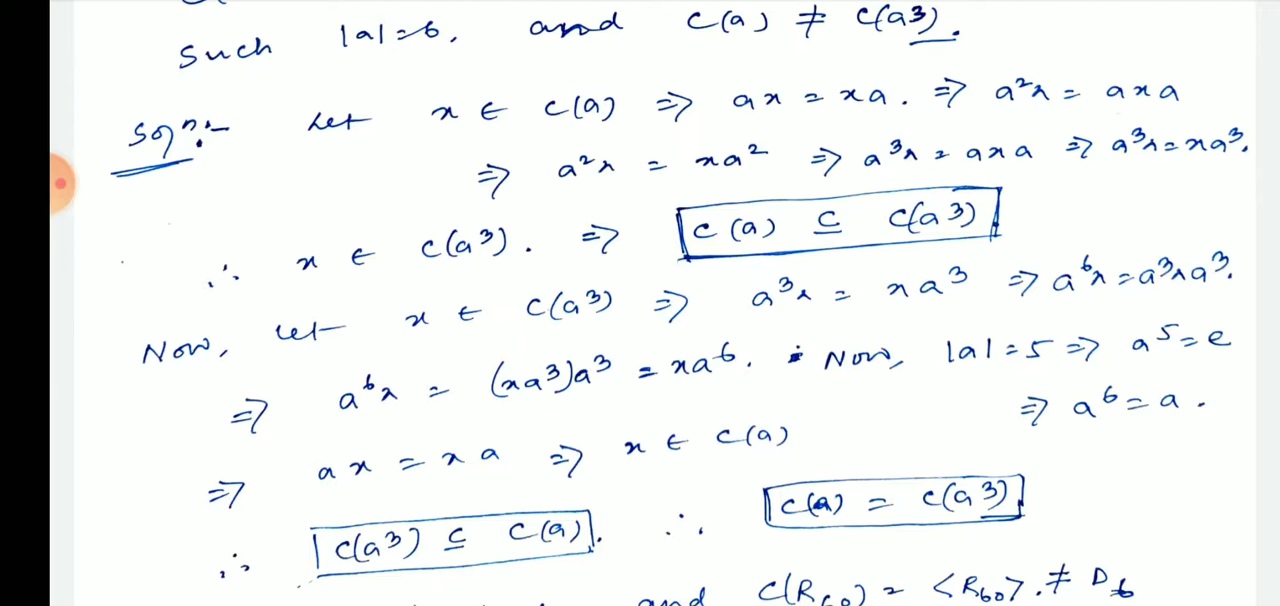 Such |a|=6, and C(a) ≠ C(a³).
Soln:- Let x ∈ C(a) ⇒ ax = xa. ⇒ a²x = axa
⇒ a²x = xa² ⇒ a³x = axa ⇒ a³x = xa³.
∴ x ∈ C(a³). ⇒ C(a) ⊆ C(a³)
Now, let x ∈ C(a³) ⇒ a³x = xa³ ⇒ a⁶x = a³xa³.
⇒ a⁶x = (xa³)a³ = xa⁶. Now, |a|=5 ⇒ a⁵=e
⇒ a⁶=a.
⇒ ax = xa ⇒ x ∈ C(a)
∴ C(a³) ⊆ C(a). ∴ C(a) = C(a³)
and C(R₆₀) = <R₆₀>. ≠ D₆